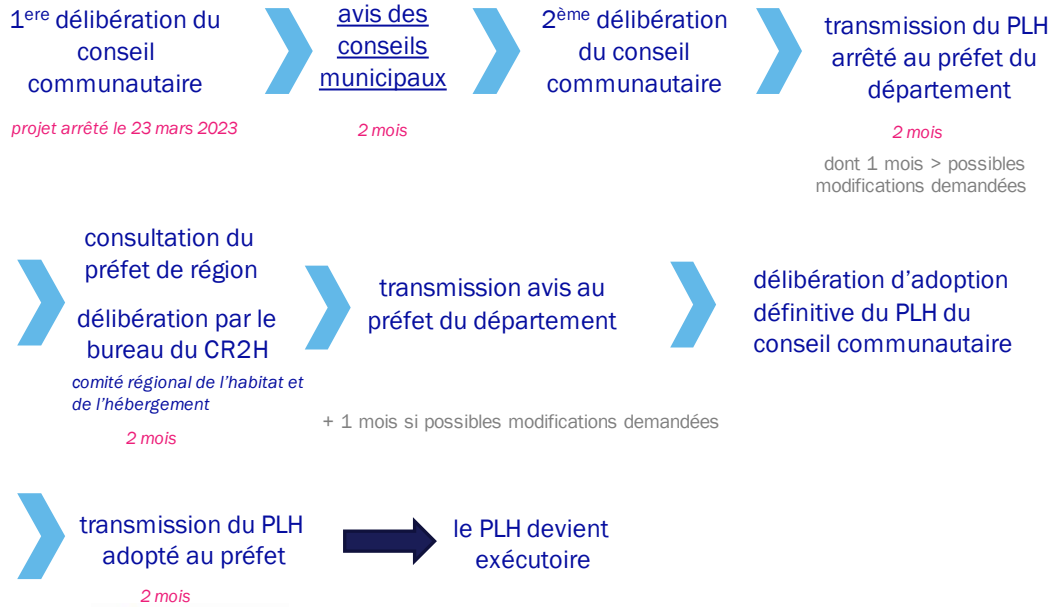 1ere délibération du
conseil
communautaire
projet arrêté le 23 mars 2023
avis des
conseils
municipaux
2 mois
2ème délibération
du conseil
communautaire
transmission du PLH
arrêté au préfet du
département
2 mois
dont 1 mois > possibles
modifications demandées
consultation du
préfet de région
délibération par le
bureau du CR2H
comité régional de l'habitat et
de l'hébergement
2 mois
transmission avis au
préfet du département
+ 1 mois si possibles modifications demandées
délibération d'adoption
définitive du PLH du
conseil communautaire
transmission du PLH
adopté au préfet
2 mois
le PLH devient
exécutoire